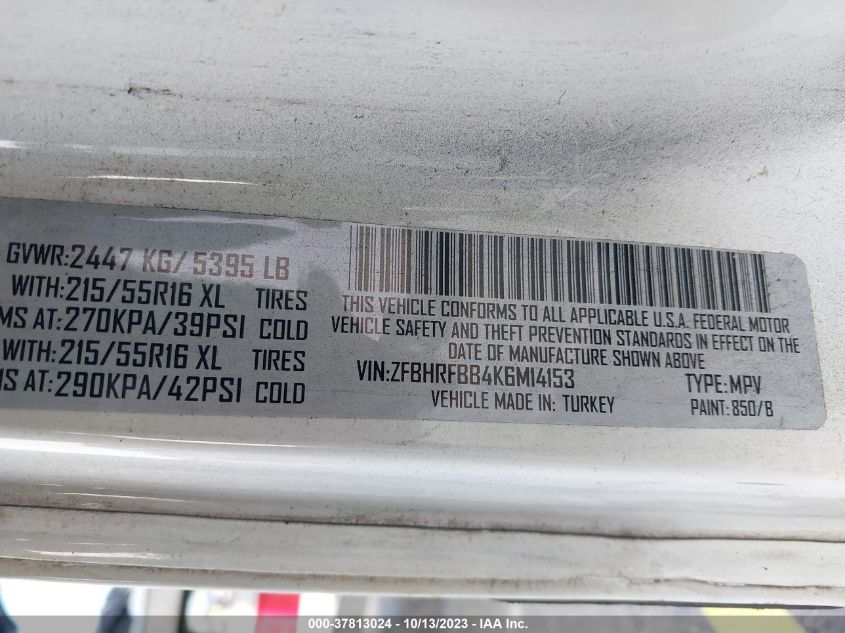 GVWR:2447 KG/ 5395 LB
WITH:215/55R16 XL TIRES
MS AT:270KPA/39PSI COLD
WITH:215/55R16 XL TIRES
MS AT:290KPA/42PSI COLD
THIS VEHICLE CONFORMS TO ALL APPLICABLE U.S.A. FEDERAL MOTOR
VEHICLE SAFETY AND THEFT PREVENTION STANDARDS IN EFFECT ON THE
DATE OF MANUFACTURE SHOWN ABOVE
VIN:ZFBHRFBB4K6M14153 TYPE:MPV
VEHICLE MADE IN: TURKEY PAINT: 850/B
000-37813024 | 10/13/2023 - IAA Inc.